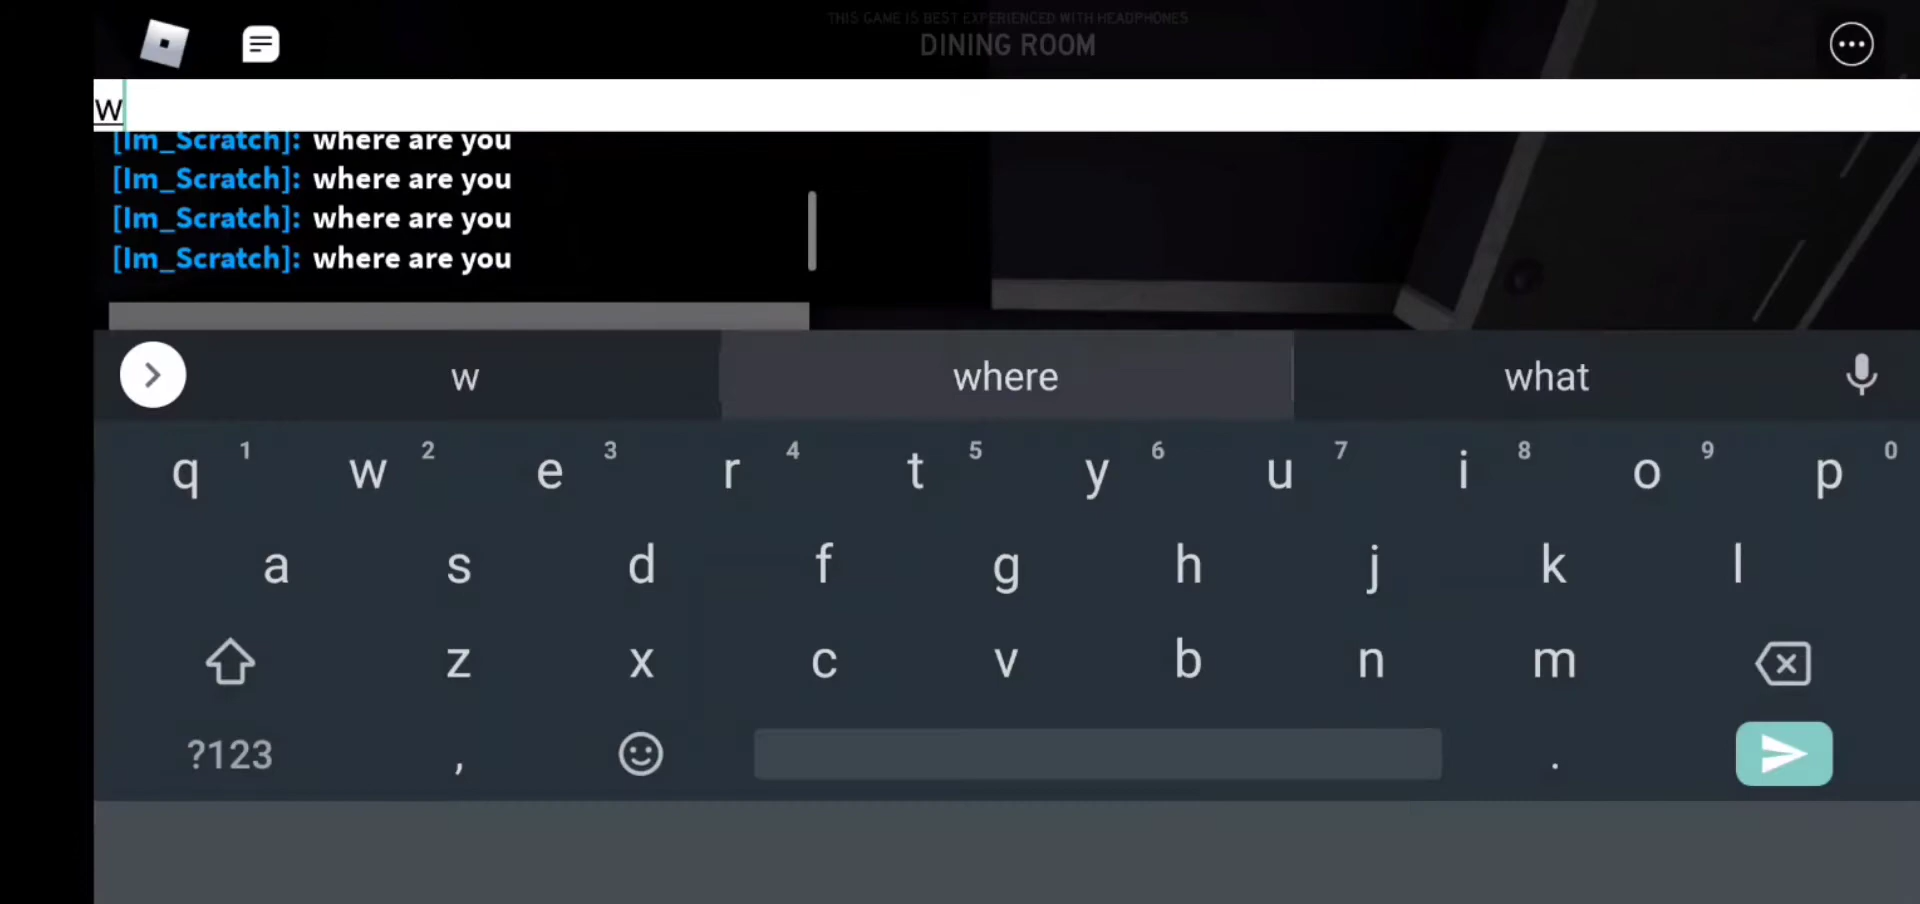 THIS GAME IS BEST EXPERIENCED WITH HEADPHONES
DINING ROOM
w
[Im_Scratch]: where are you
[Im_Scratch]: where are you
[Im_Scratch]: where are you
[Im_Scratch]: where are you
w where what
q 1 w 2 e 3 r 4 t 5 y 6 u 7 i 8 o 9 p 0
a s d f g h j k l
z x c v b n m
?123 , .